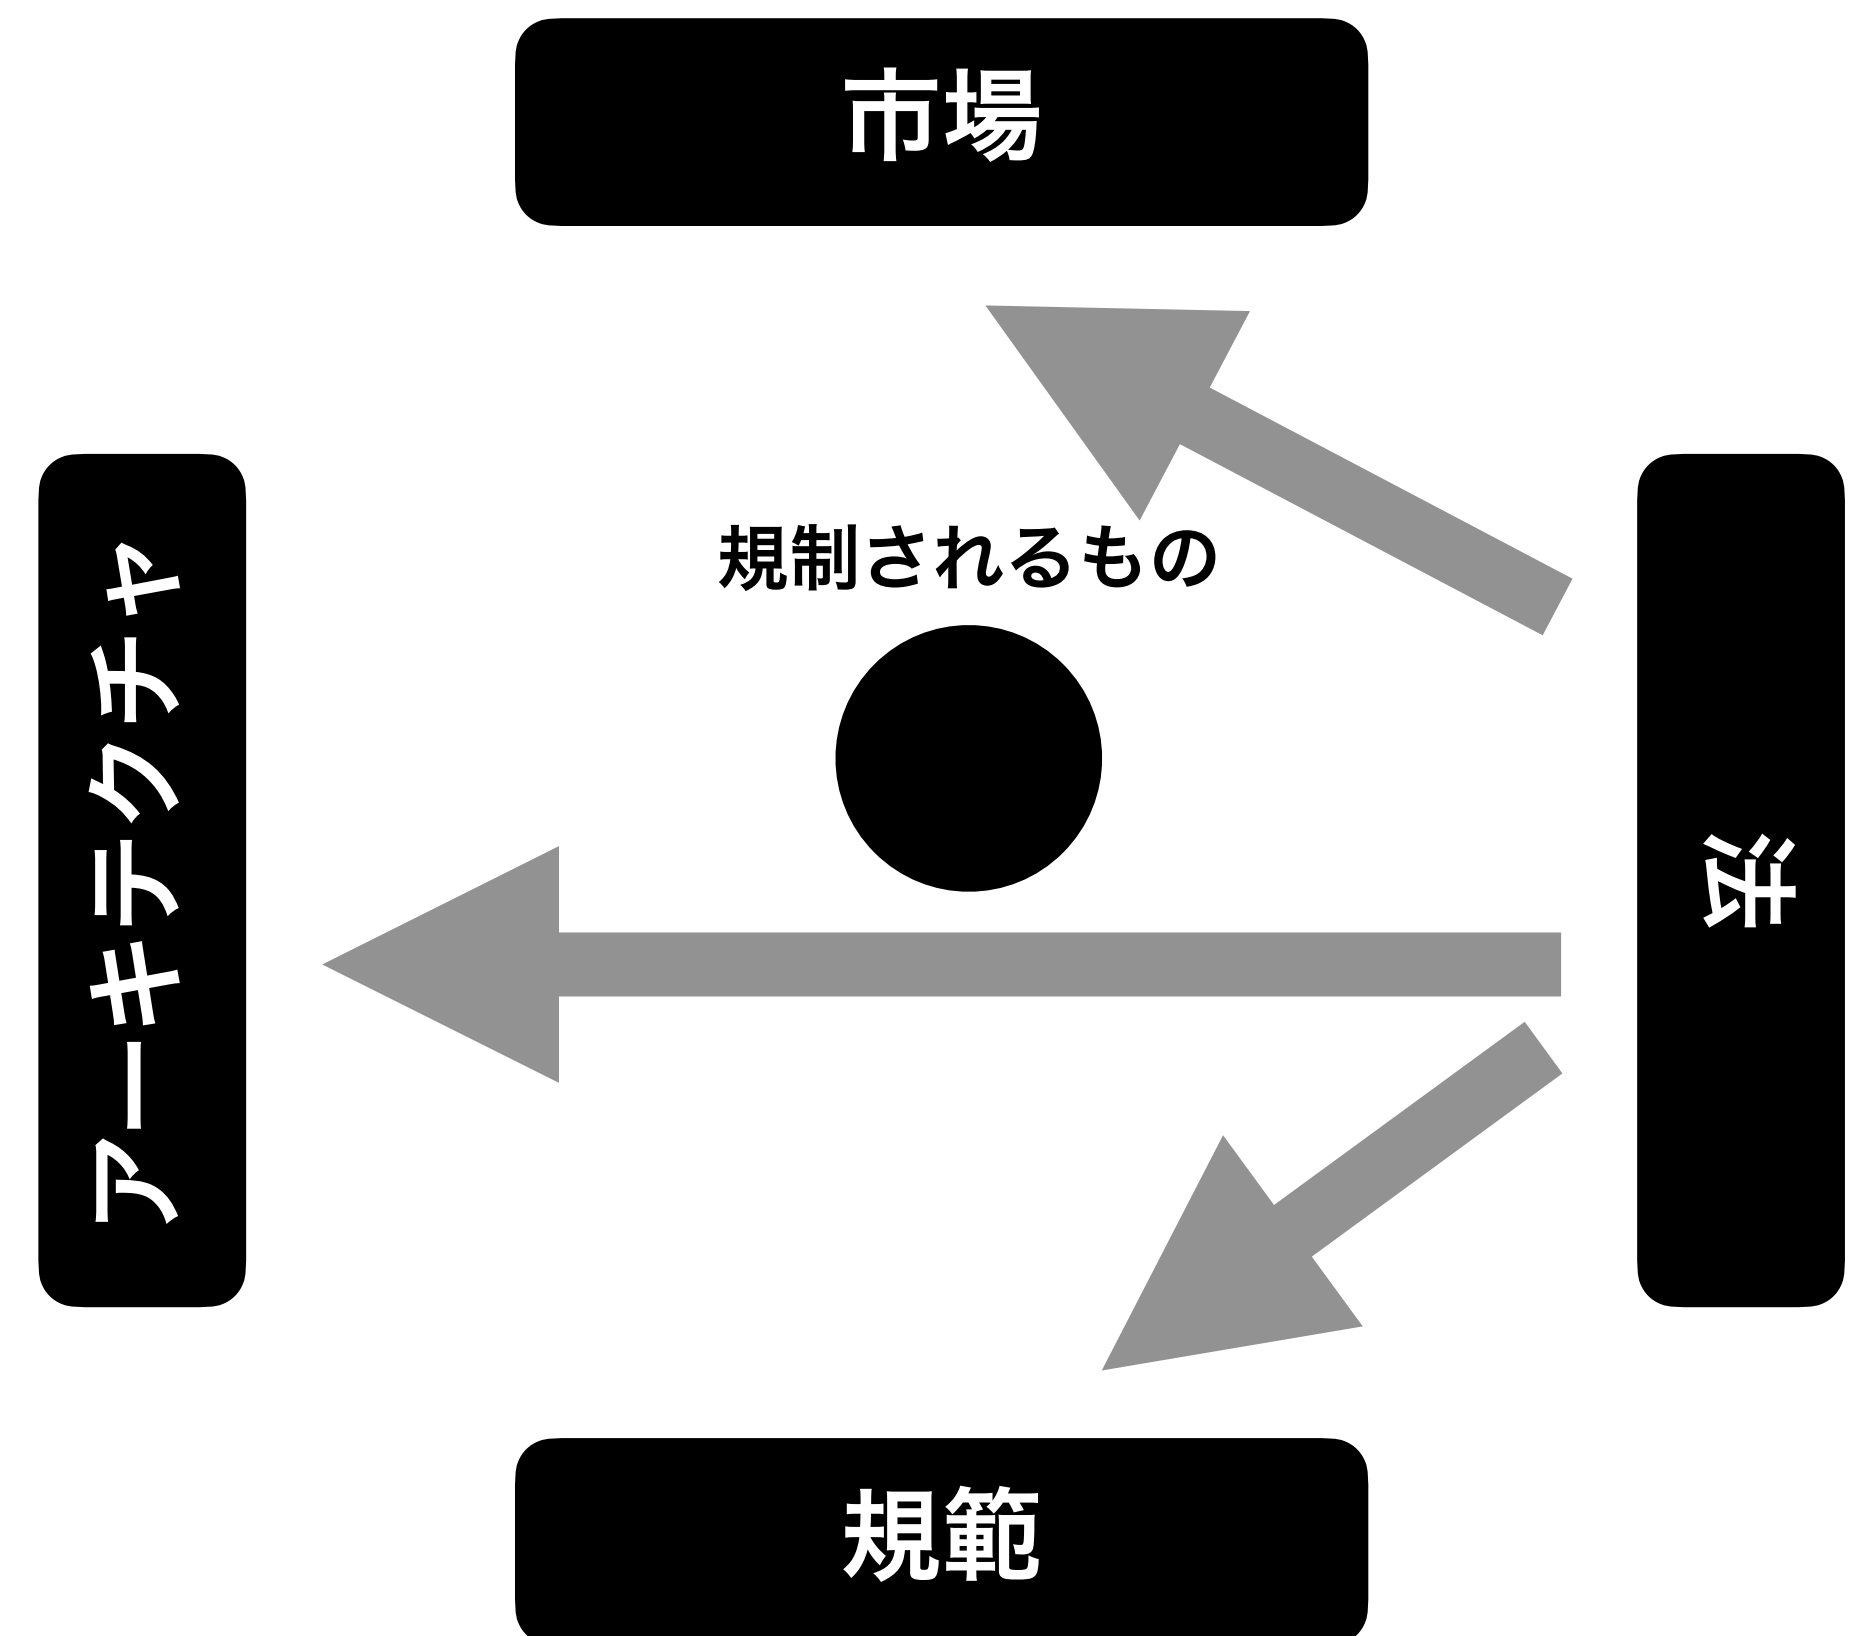 市場
規制されるもの
アーキテクチャ
法
規範